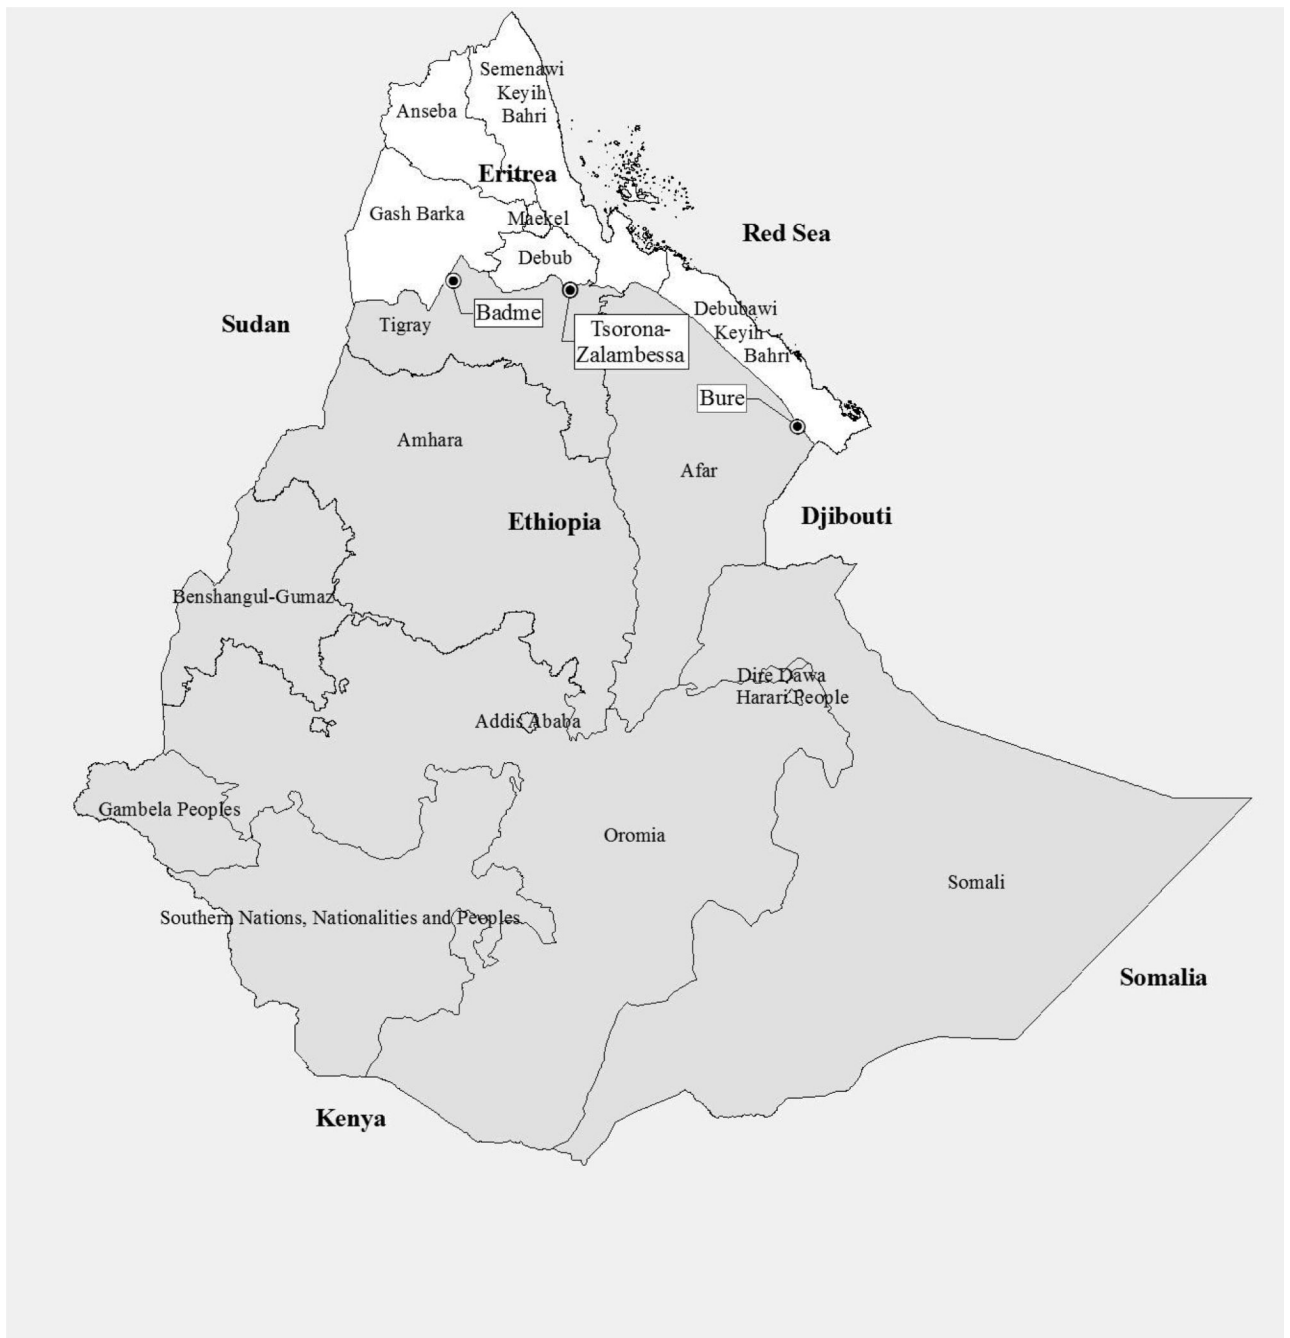 Semenawi
Keyih
Bahri
Anseba
Eritrea
Gash Barka
Maekel
Red Sea
Debub
Badme
Debubawi
Keyih
Bahri
Sudan
Tigray
Tsorona-
Zalambessa
Bure
Amhara
Afar
Ethiopia
Djibouti
Benshangul-Gumaz
Dire Dawa
Harari People
Addis Ababa
Gambela Peoples
Oromia
Somali
Southern Nations, Nationalities and Peoples
Somalia
Kenya